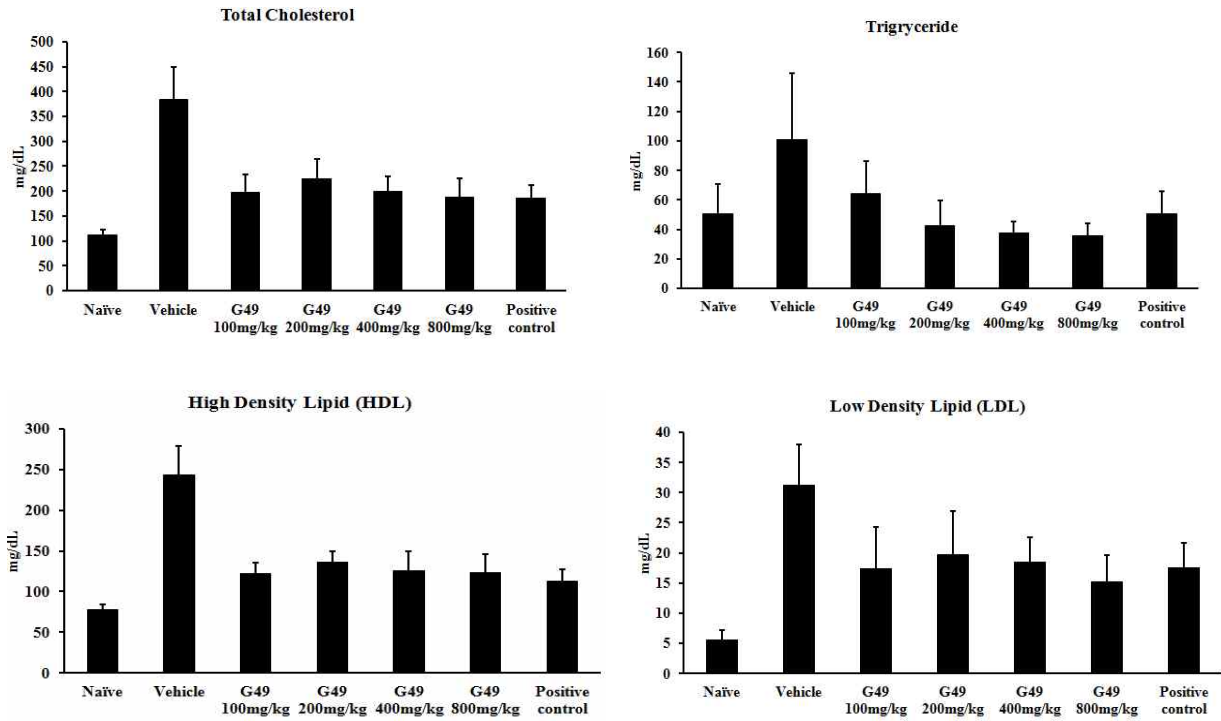 Total Cholesterol
500
450
400
350
300
250
200
150
100
50
0
mg/dL
Naïve Vehicle G49 G49 G49 G49 Positive
100mg/kg 200mg/kg 400mg/kg 800mg/kg control
Trigryceride
160
140
120
100
80
60
40
20
0
mg/dL
Naïve Vehicle G49 G49 G49 G49 Positive
100mg/kg 200mg/kg 400mg/kg 800mg/kg control
High Density Lipid (HDL)
300
250
200
150
100
50
0
mg/dL
Naïve Vehicle G49 G49 G49 G49 Positive
100mg/kg 200mg/kg 400mg/kg 800mg/kg control
Low Density Lipid (LDL)
40
35
30
25
20
15
10
5
0
mg/dL
Naïve Vehicle G49 G49 G49 G49 Positive
100mg/kg 200mg/kg 400mg/kg 800mg/kg control